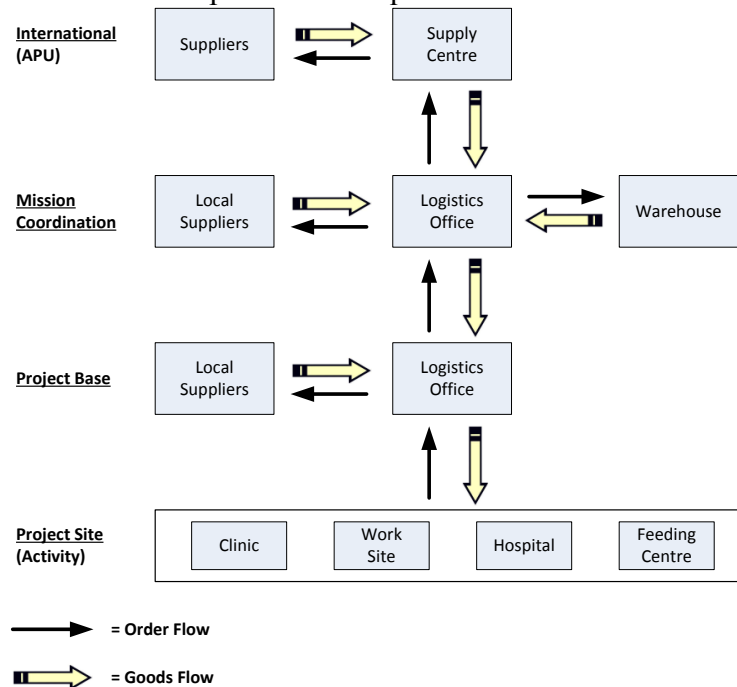 International
(APU)
Suppliers
Supply
Centre
Mission
Coordination
Local
Suppliers
Logistics
Office
Warehouse
Project Base
Local
Suppliers
Logistics
Office
Project Site
(Activity)
Clinic
Work
Site
Hospital
Feeding
Centre
= Order Flow
= Goods Flow